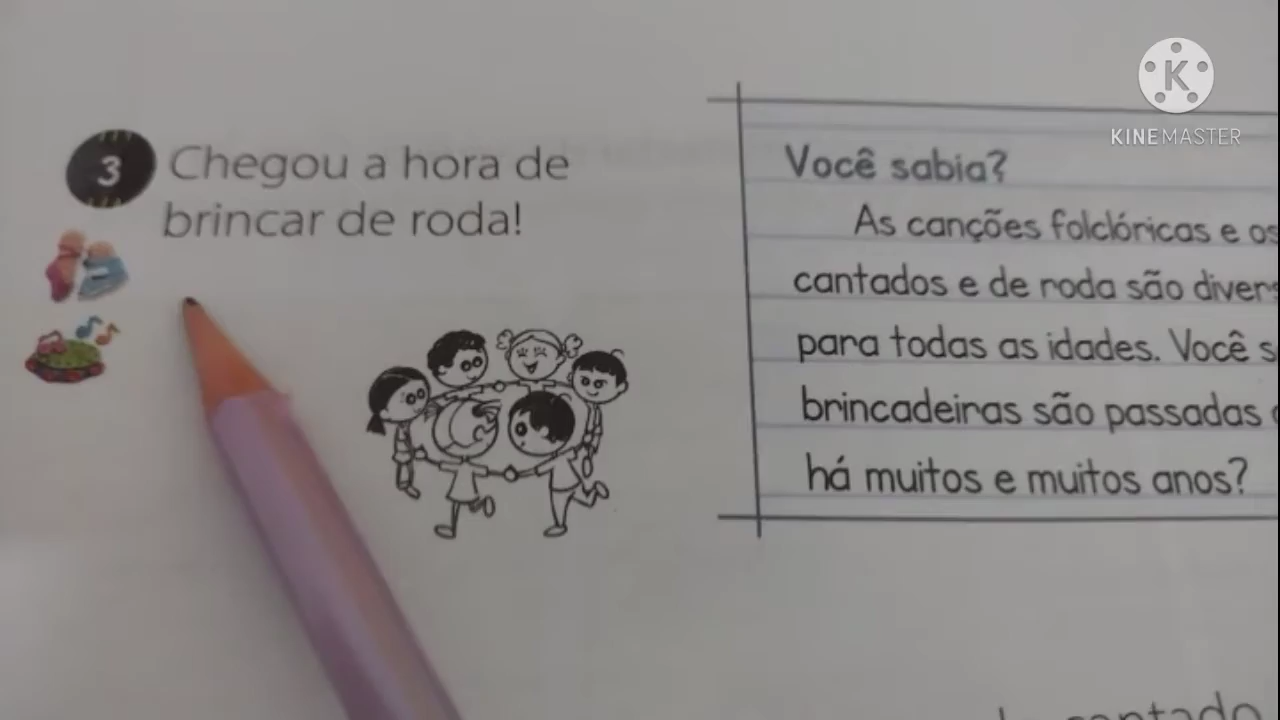 3 Chegou a hora de
brincar de roda!
Você sabia?
As canções folclóricas e os
cantados e de roda são
para todas as idades. Você
brincadeiras são passadas
há muitos e muitos anos?
K
KINEMASTER